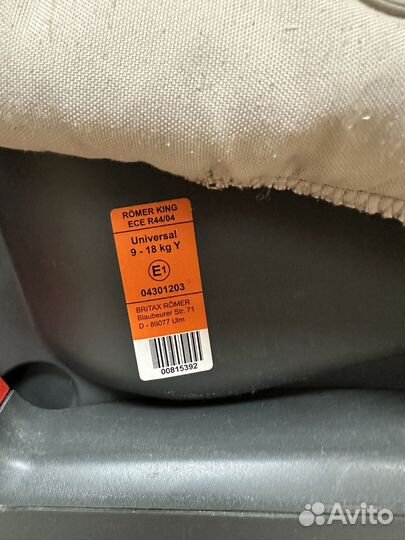 RÖMER KING
ECE R44/04
Universal
9 - 18 kg Y
E1
04301203
BRITAX RÖMER
Blaubeurer Str. 71
D - 89077 Ulm
00815392
Avito